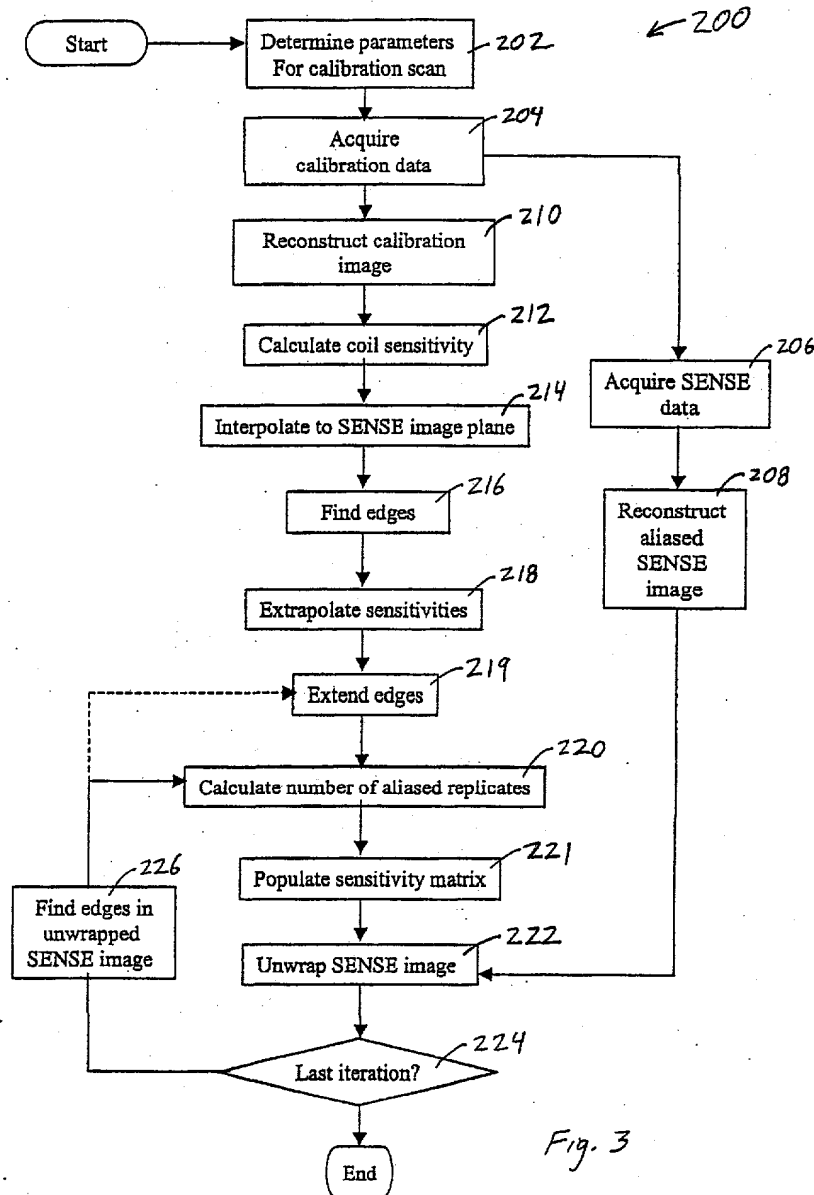 200
Start
Determine parameters
For calibration scan
202
Acquire
calibration data
204
Reconstruct calibration
image
210
Calculate coil sensitivity
212
Acquire SENSE
data
206
Interpolate to SENSE image plane
214
Find edges
216
Reconstruct
aliased
SENSE
image
208
Extrapolate sensitivities
218
Extend edges
219
Calculate number of aliased replicates
220
Populate sensitivity matrix
221
Find edges in
unwrapped
SENSE image
226
Unwrap SENSE image
222
Last iteration?
224
End
Fig. 3